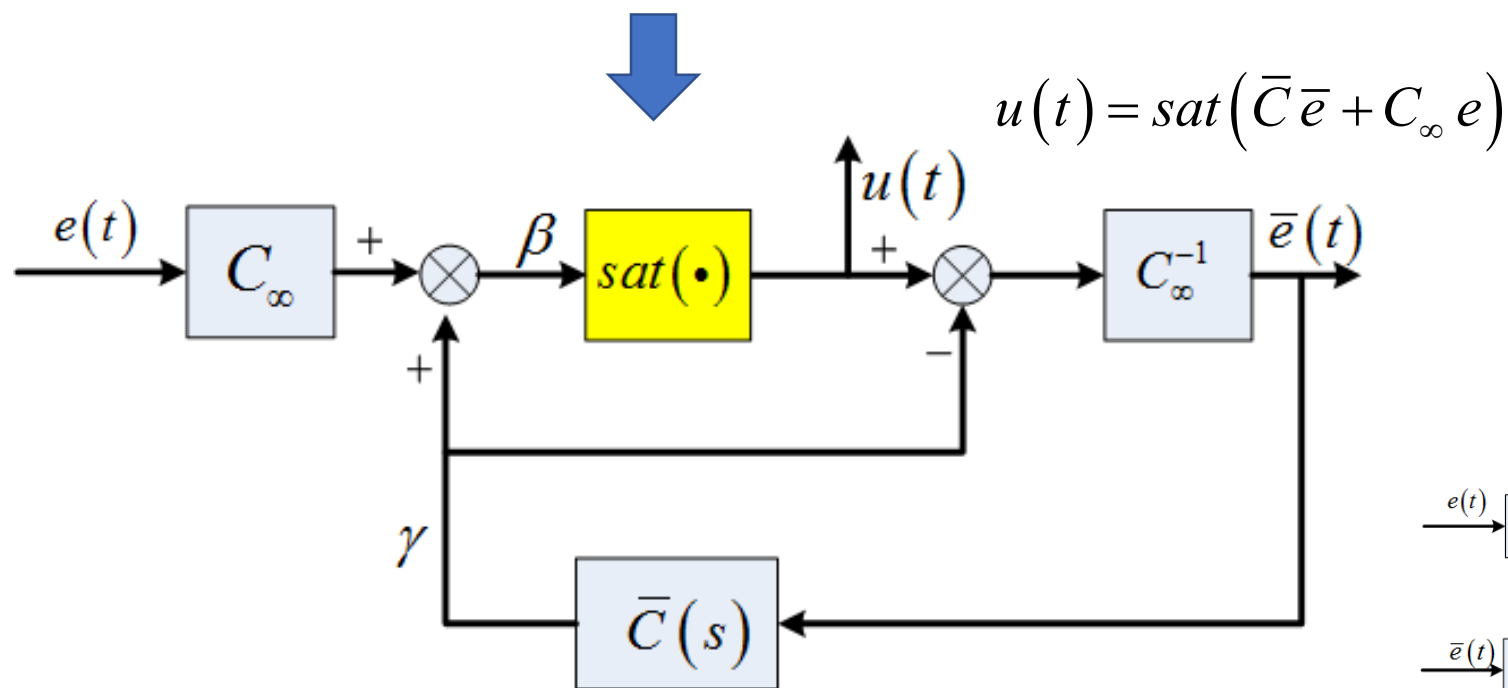 u(t) = sat(C̅ e̅ + C∞ e)
e(t)
C∞
+
β
sat(•)
u(t)
+
C∞⁻¹
e̅(t)
+
−
γ
C̅(s)
e(t)
e̅(t)